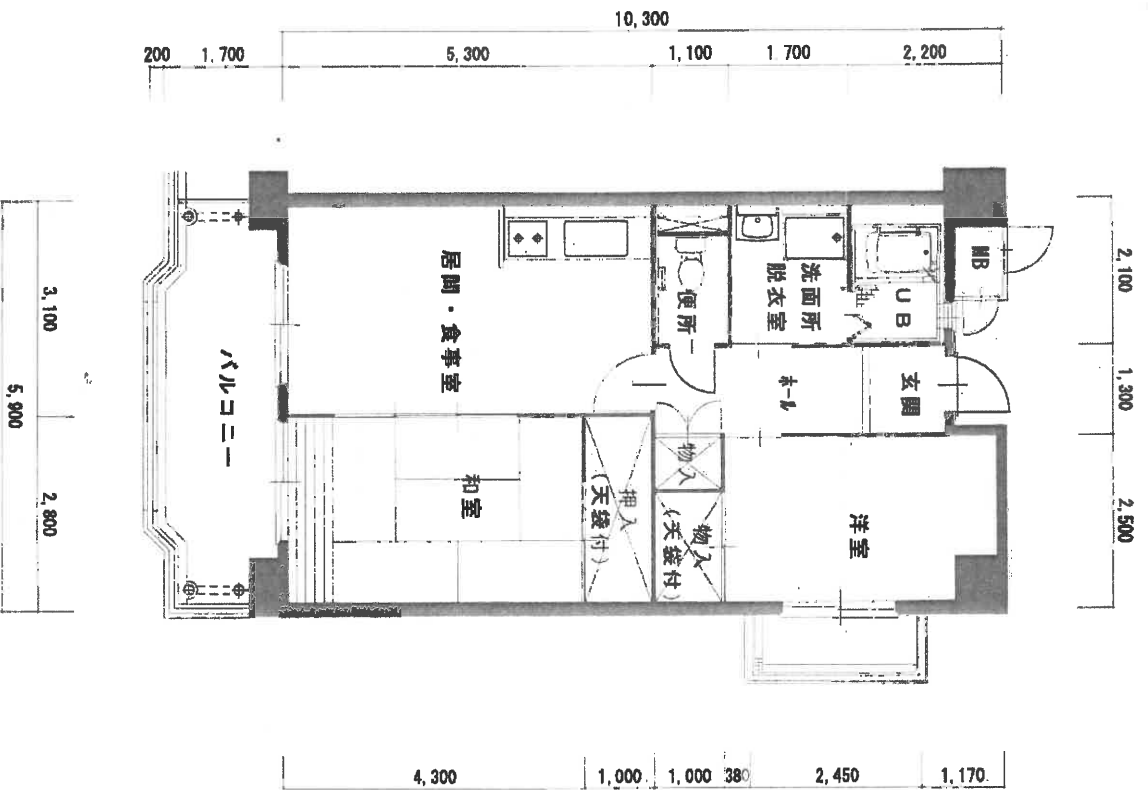 10,300
200
1,700
5,300
1,100
1,700
2,200
2,100
1,300
2,500
3,100
2,800
5,900
バルコニー
居間・食事室
便所
洗面所
脱衣室
UB
MB
ホール
玄関
和室
押入
(天袋付)
物入
物入
(天袋付)
洋室
4,300
1,000
1,000
380
2,450
1,170